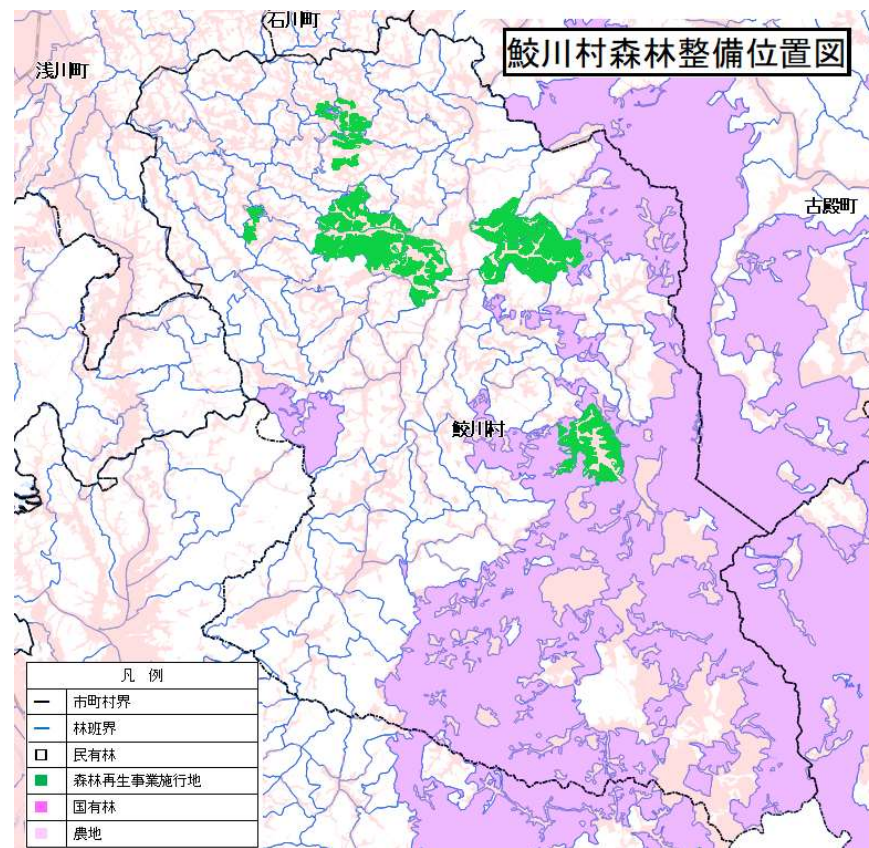 石川町
鮫川村森林整備位置図
浅川町
古殿町
鮫川村
凡 例
市町村界
林班界
民有林
森林再生事業施行地
国有林
農地